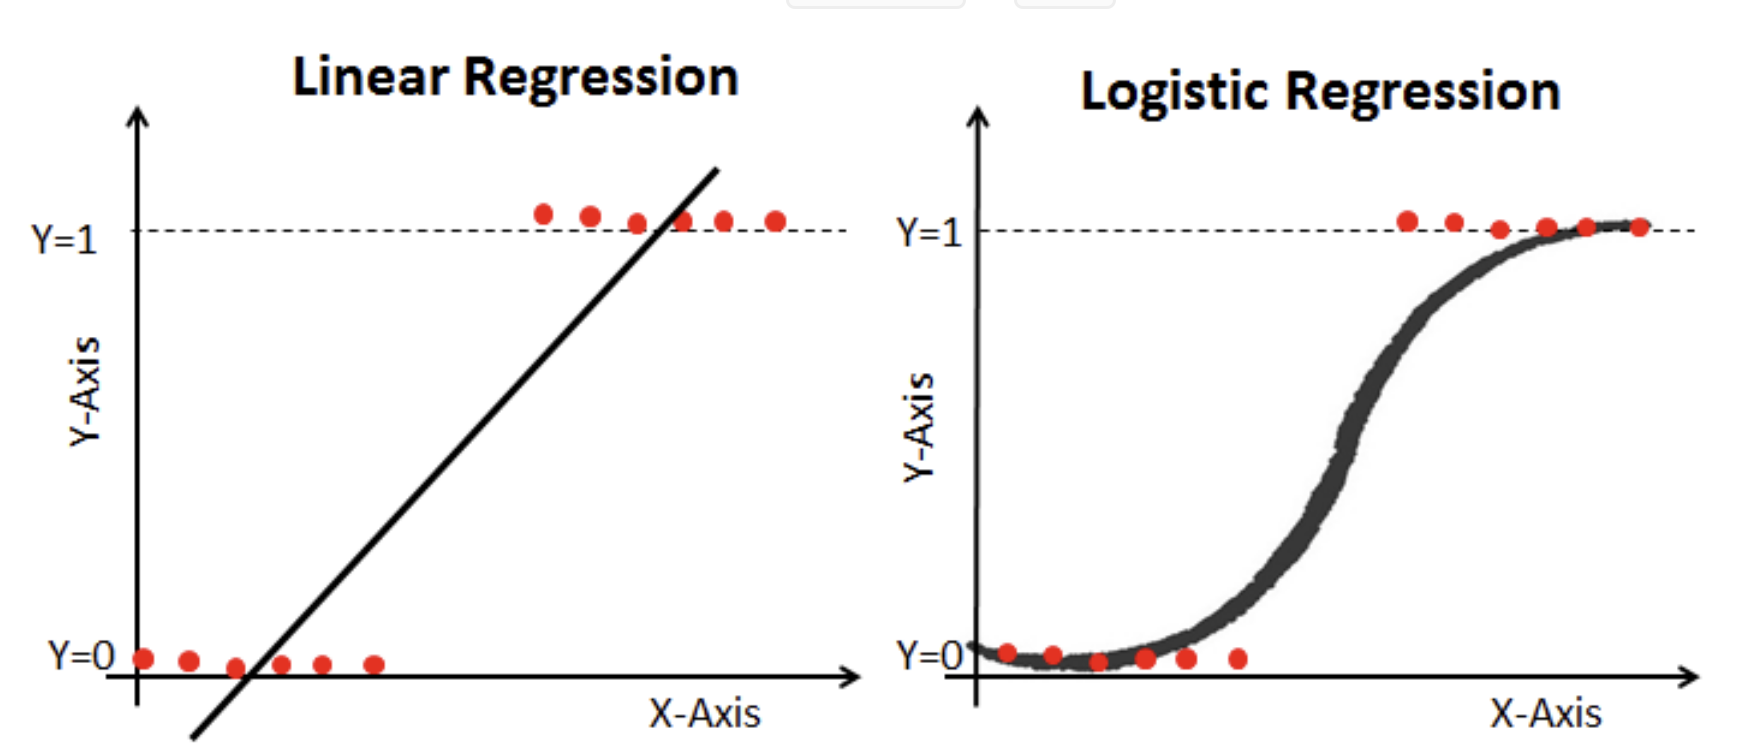 Linear Regression
Y=1
Y-Axis
Y=0
X-Axis
Logistic Regression
Y=1
Y-Axis
Y=0
X-Axis